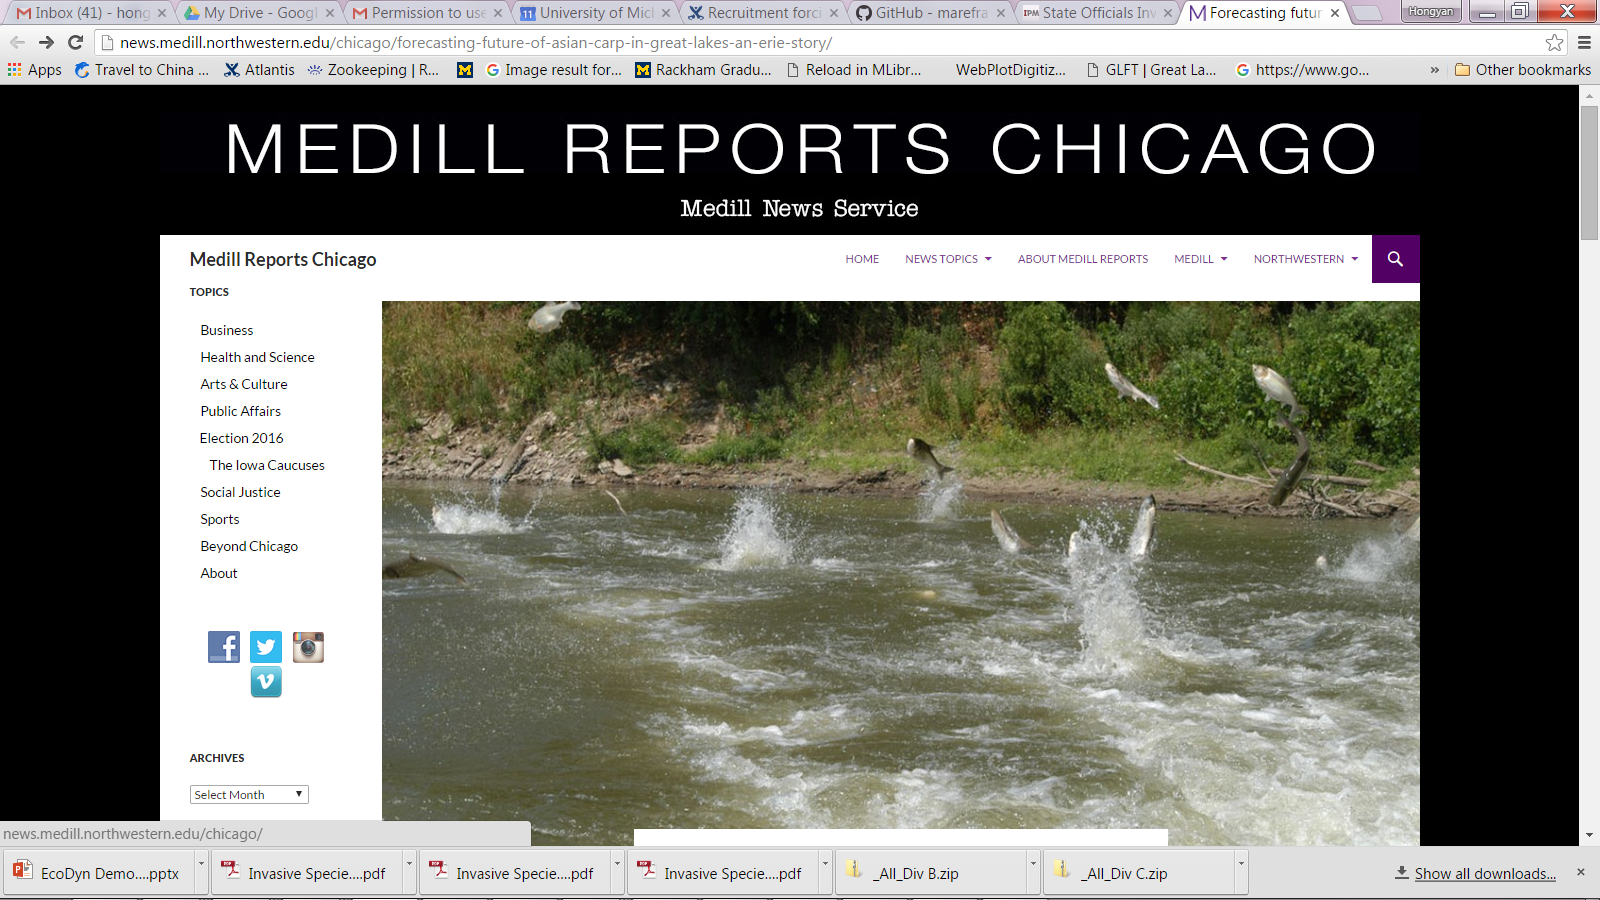 Inbox (41) - hong
My Drive - Googl
Permission to use
University of Mich
Recruitment forc
GitHub - marefra
State Officials Inv
Forecasting futur
Hongyan
news.medill.northwestern.edu/chicago/forecasting-future-of-asian-carp-in-great-lakes-an-erie-story/
Apps
Travel to China ...
Atlantis
Zookeeping | R...
Image result for...
Rackham Gradu...
Reload in MLibr...
WebPlotDigitiz...
GLFT | Great La...
https://www.go...
»
Other bookmarks
MEDILL REPORTS CHICAGO
Medill News Service
Medill Reports Chicago
HOME
NEWS TOPICS
ABOUT MEDILL REPORTS
MEDILL
NORTHWESTERN
TOPICS
Business
Health and Science
Arts & Culture
Public Affairs
Election 2016
The Iowa Caucuses
Social Justice
Sports
Beyond Chicago
About
ARCHIVES
Select Month
news.medill.northwestern.edu/chicago/
EcoDyn Demo....pptx
Invasive Specie....pdf
Invasive Specie....pdf
Invasive Specie....pdf
_All_Div B.zip
_All_Div C.zip
Show all downloads...